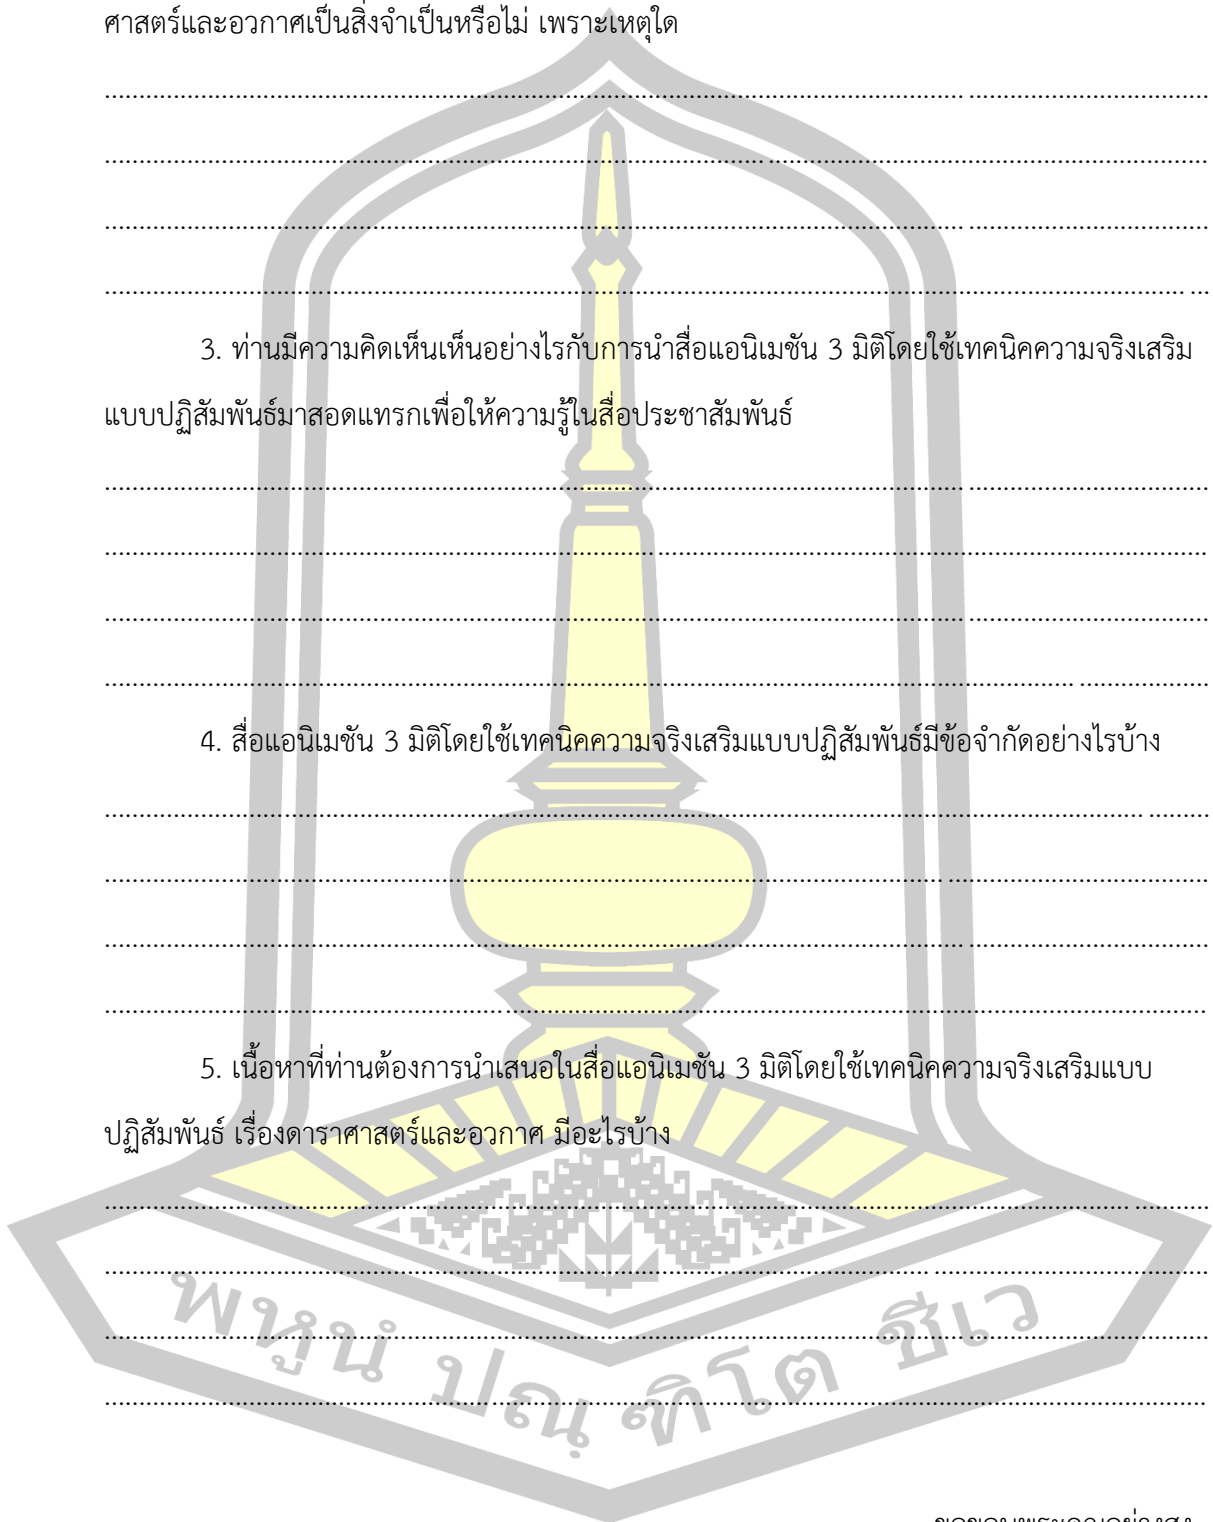 ศาสตร์และอวกาศเป็นสิ่งจำเป็นหรือไม่ เพราะเหตุใด
3. ท่านมีความคิดเห็นเห็นอย่างไรกับการนำสื่อแอนิเมชัน 3 มิติโดยใช้เทคนิคความจริงเสริม
แบบปฏิสัมพันธ์มาสอดแทรกเพื่อให้ความรู้ในสื่อประชาสัมพันธ์
4. สื่อแอนิเมชัน 3 มิติโดยใช้เทคนิคความจริงเสริมแบบปฏิสัมพันธ์มีข้อจำกัดอย่างไรบ้าง
5. เนื้อหาที่ท่านต้องการนำเสนอในสื่อแอนิเมชัน 3 มิติโดยใช้เทคนิคความจริงเสริมแบบ
ปฏิสัมพันธ์ เรื่องดาราศาสตร์และอวกาศ มีอะไรบ้าง
พหูนํ ปณฺฑิโต ชีเว
ขอขอบพระคุณอย่างสูง